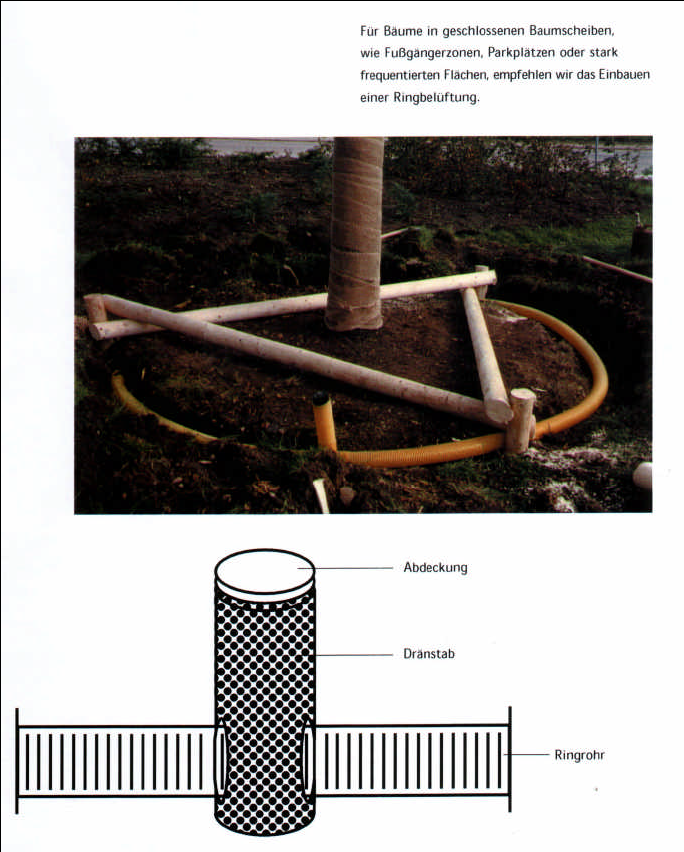 Für Bäume in geschlossenen Baumscheiben,
wie Fußgängerzonen, Parkplätzen oder stark
frequentierten Flächen, empfehlen wir das Einbauen
einer Ringbelüftung.
Abdeckung
Dränstab
Ringrohr